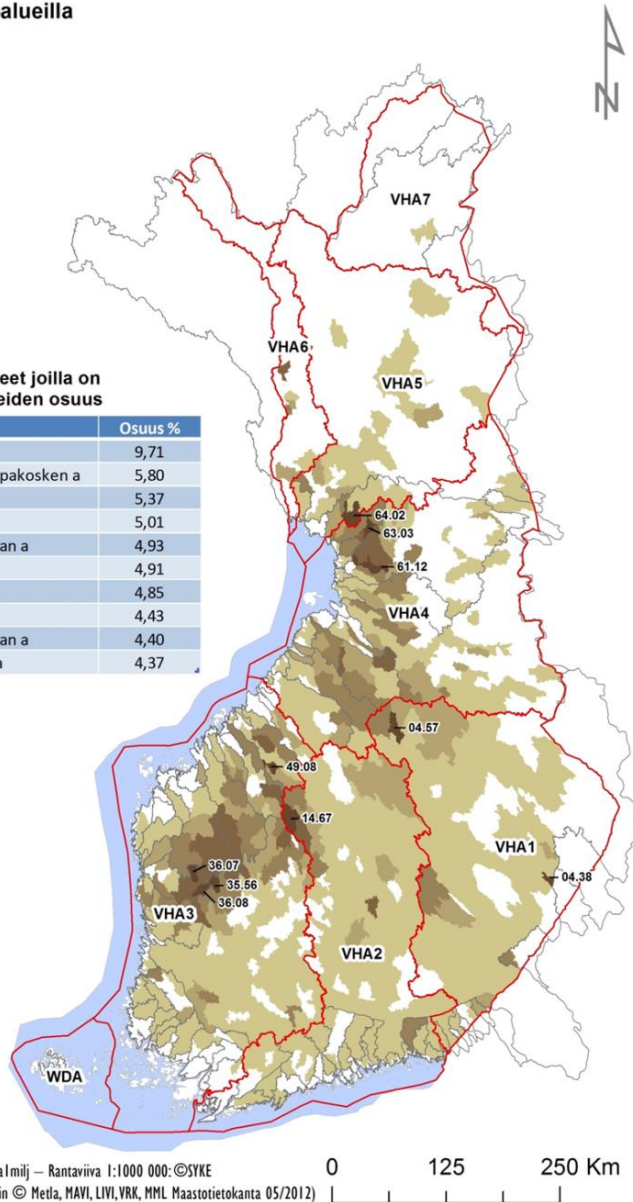 alueilla
N
VHA7
VHA6
VHA5
eet joilla on
eiden osuus
Osuus %
9,71
pakosken a 5,80
5,37
5,01
an a 4,93
4,91
4,85
4,43
an a 4,40
a 4,37
64.02
63.03
61.12
VHA4
04.57
49.08
14.67
VHA1
36.07
04.38
35.56
36.08
VHA3
VHA2
WDA
a1milj – Rantaviiva 1:1000 000: ©SYKE
in © Metla, MAVI, LIVI, VRK, MML Maastotietokanta 05/2012)
0 125 250 Km